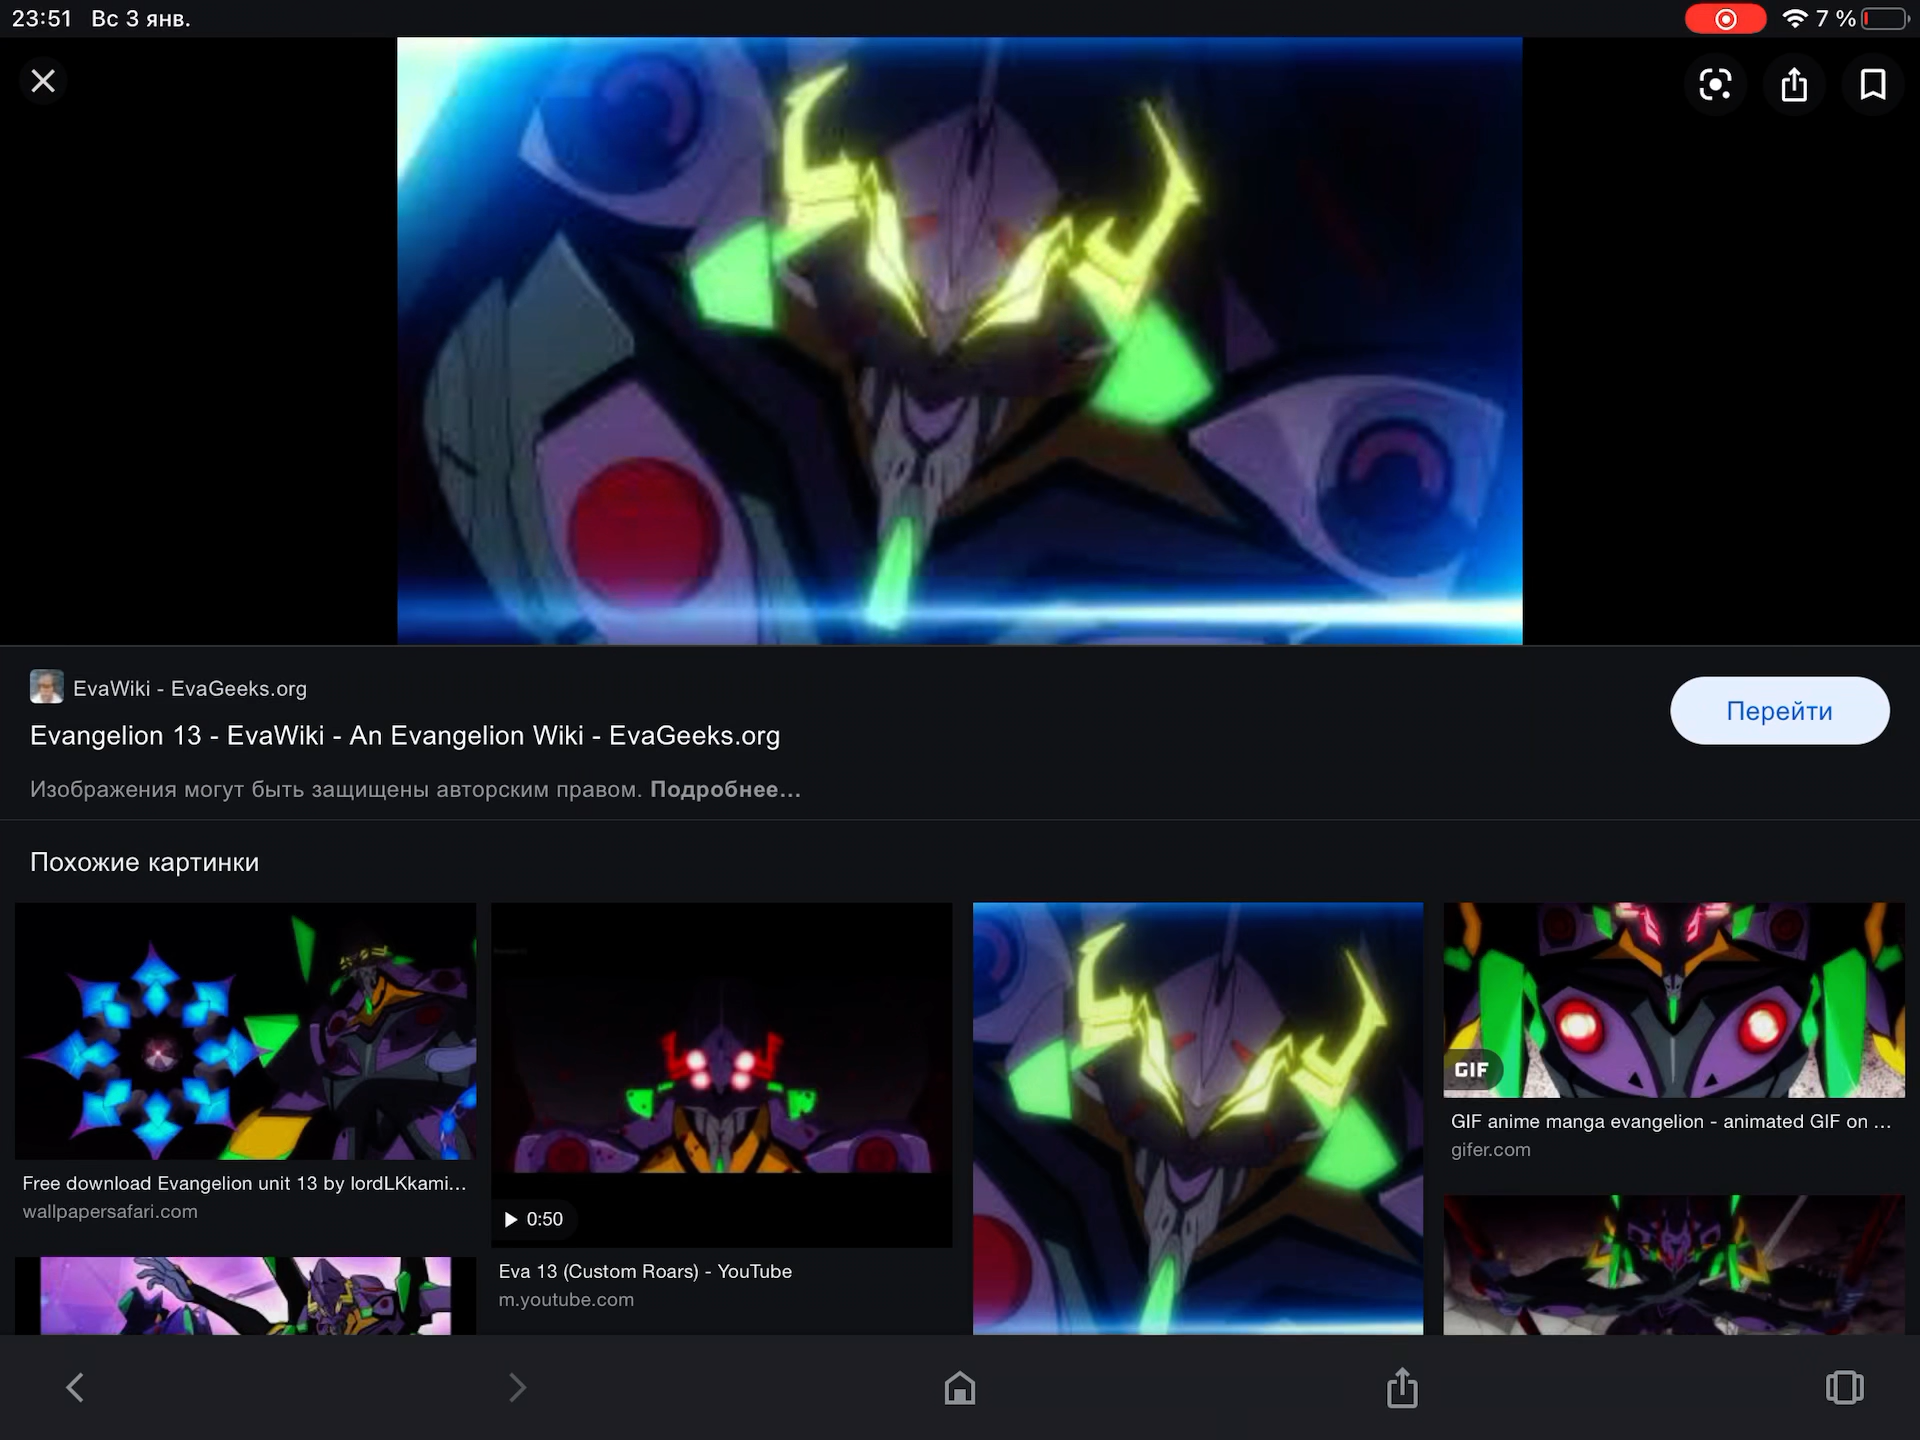 23:51 Вс 3 янв.
7 %
EvaWiki - EvaGeeks.org
Evangelion 13 - EvaWiki - An Evangelion Wiki - EvaGeeks.org
Перейти
Изображения могут быть защищены авторским правом. Подробнее...
Похожие картинки
Free download Evangelion unit 13 by lordLKkami...
wallpapersafari.com
0:50
Eva 13 (Custom Roars) - YouTube
m.youtube.com
GIF
GIF anime manga evangelion - animated GIF on ...
gifer.com